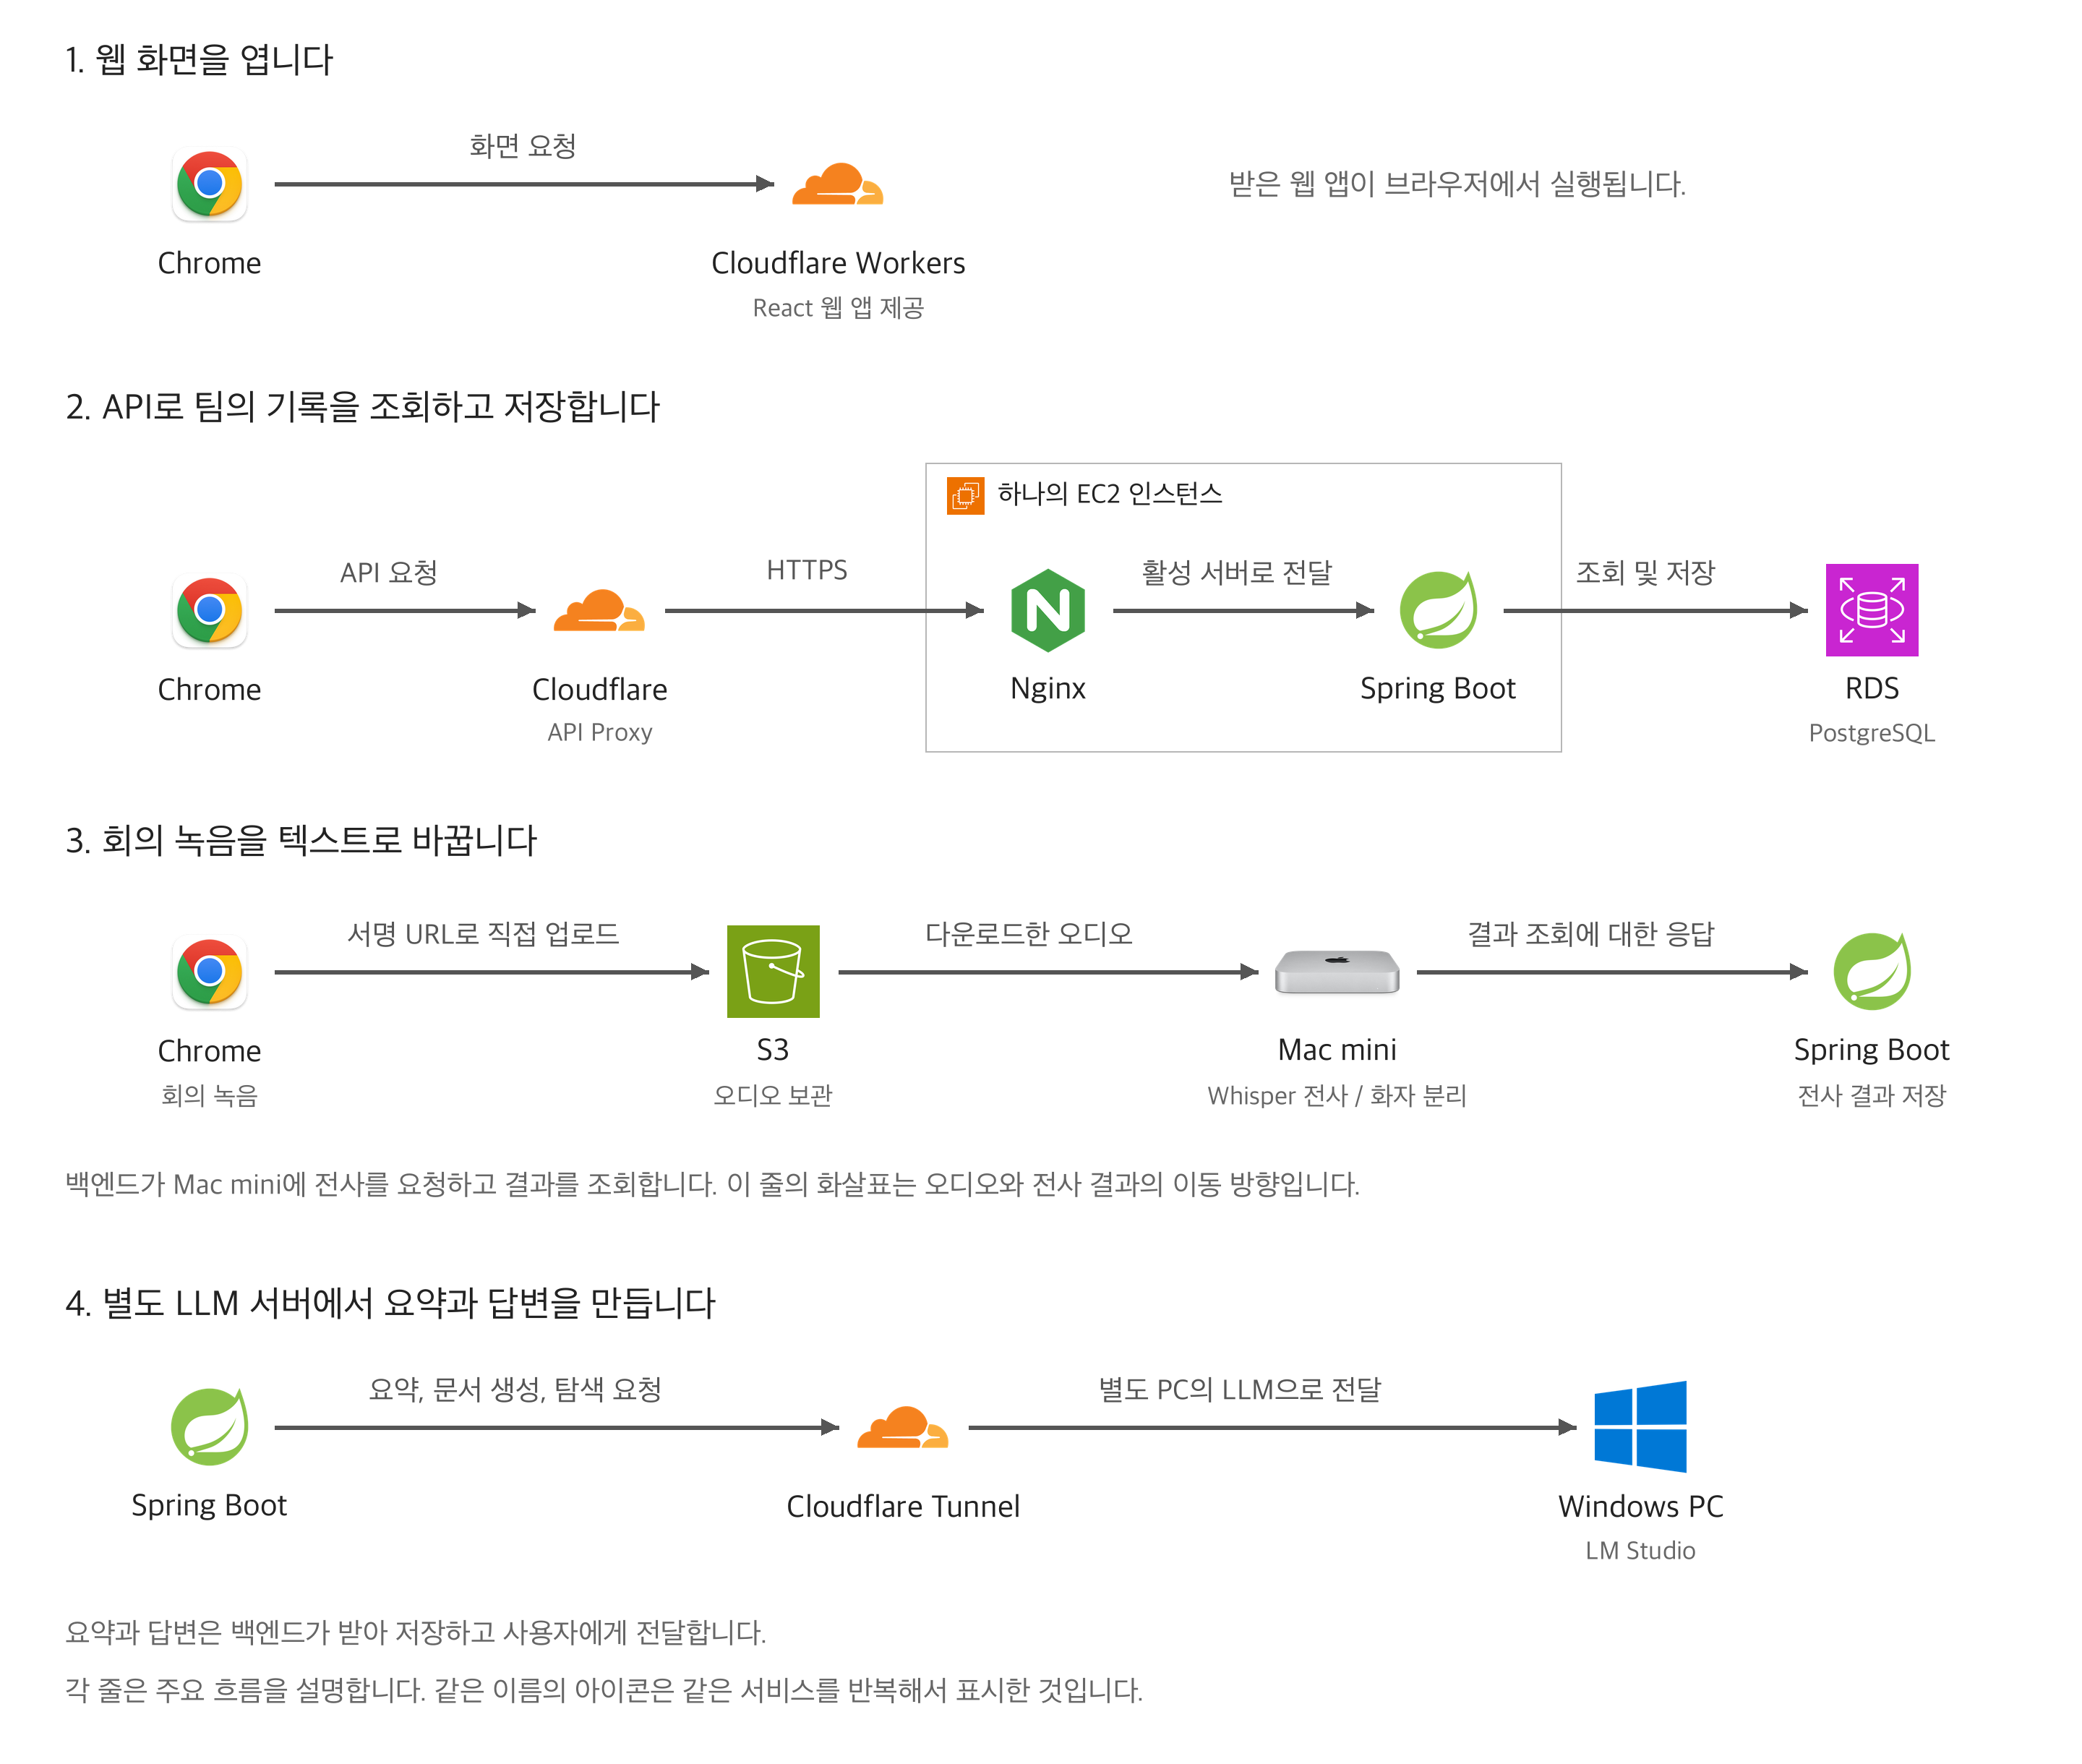 1. 웹 화면을 엽니다
화면 요청
받은 웹 앱이 브라우저에서 실행됩니다.
Chrome
Cloudflare Workers
React 웹 앱 제공
2. API로 팀의 기록을 조회하고 저장합니다
하나의 EC2 인스턴스
API 요청
HTTPS
활성 서버로 전달
조회 및 저장
Chrome
Cloudflare
Nginx
Spring Boot
RDS
API Proxy
PostgreSQL
3. 회의 녹음을 텍스트로 바꿉니다
서명 URL로 직접 업로드
다운로드한 오디오
결과 조회에 대한 응답
Chrome
S3
Mac mini
Spring Boot
회의 녹음
오디오 보관
Whisper 전사 / 화자 분리
전사 결과 저장
백엔드가 Mac mini에 전사를 요청하고 결과를 조회합니다. 이 줄의 화살표는 오디오와 전사 결과의 이동 방향입니다.
4. 별도 LLM 서버에서 요약과 답변을 만듭니다
요약, 문서 생성, 탐색 요청
별도 PC의 LLM으로 전달
Spring Boot
Cloudflare Tunnel
Windows PC
LM Studio
요약과 답변은 백엔드가 받아 저장하고 사용자에게 전달합니다.
각 줄은 주요 흐름을 설명합니다. 같은 이름의 아이콘은 같은 서비스를 반복해서 표시한 것입니다.